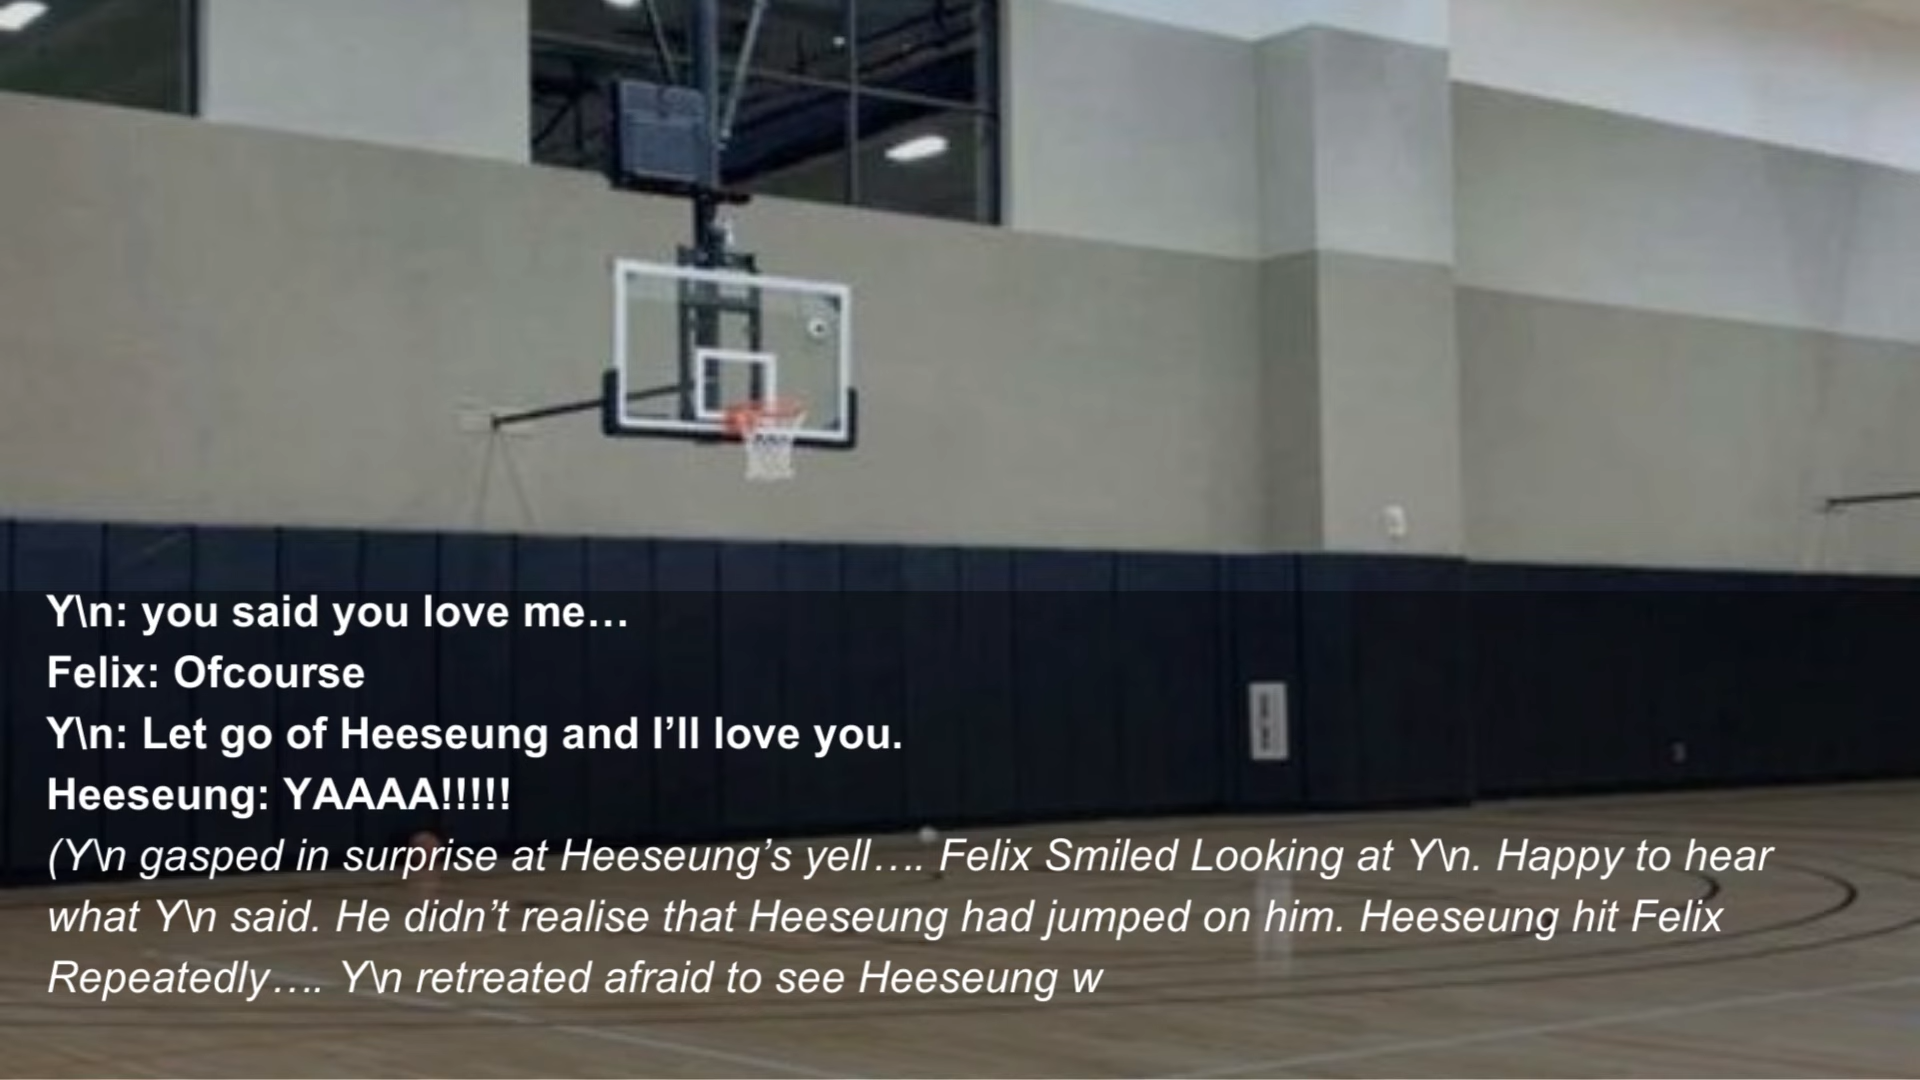 Y\n: you said you love me…
Felix: Ofcourse
Y\n: Let go of Heeseung and I’ll love you.
Heeseung: YAAAA!!!!!
(Y\n gasped in surprise at Heeseung’s yell…. Felix Smiled Looking at Y\n. Happy to hear
what Y\n said. He didn’t realise that Heeseung had jumped on him. Heeseung hit Felix
Repeatedly…. Y\n retreated afraid to see Heeseung w